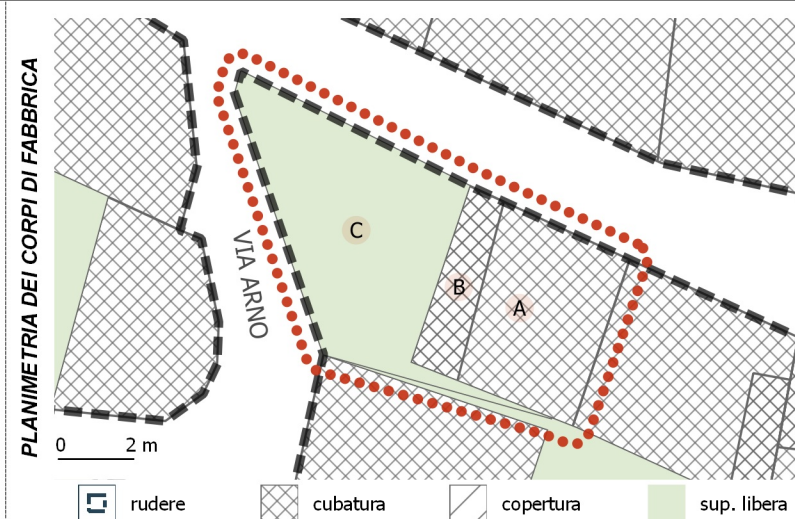 PLANIMETRIA DEI CORPI DI FABBRICA
C
B
A
VIA ARNO
0 2 m
rudere cubatura copertura sup. libera